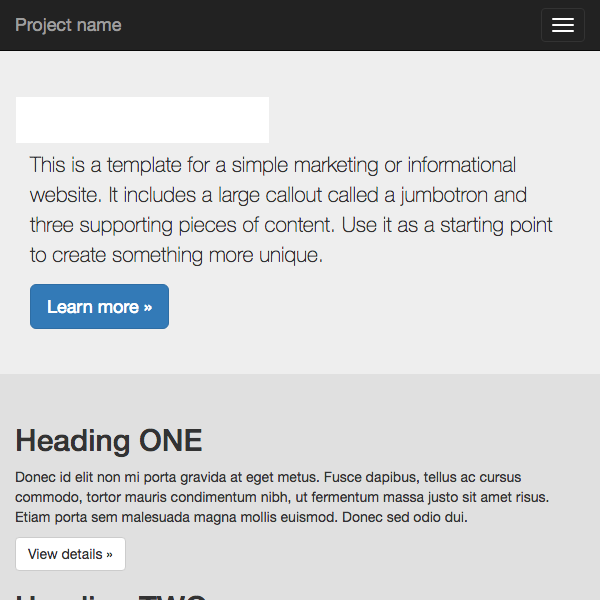 Project name
This is a template for a simple marketing or informational
website. It includes a large callout called a jumbotron and
three supporting pieces of content. Use it as a starting point
to create something more unique.
Learn more »
Heading ONE
Donec id elit non mi porta gravida at eget metus. Fusce dapibus, tellus ac cursus
commodo, tortor mauris condimentum nibh, ut fermentum massa justo sit amet risus.
Etiam porta sem malesuada magna mollis euismod. Donec sed odio dui.
View details »
Heading TWO